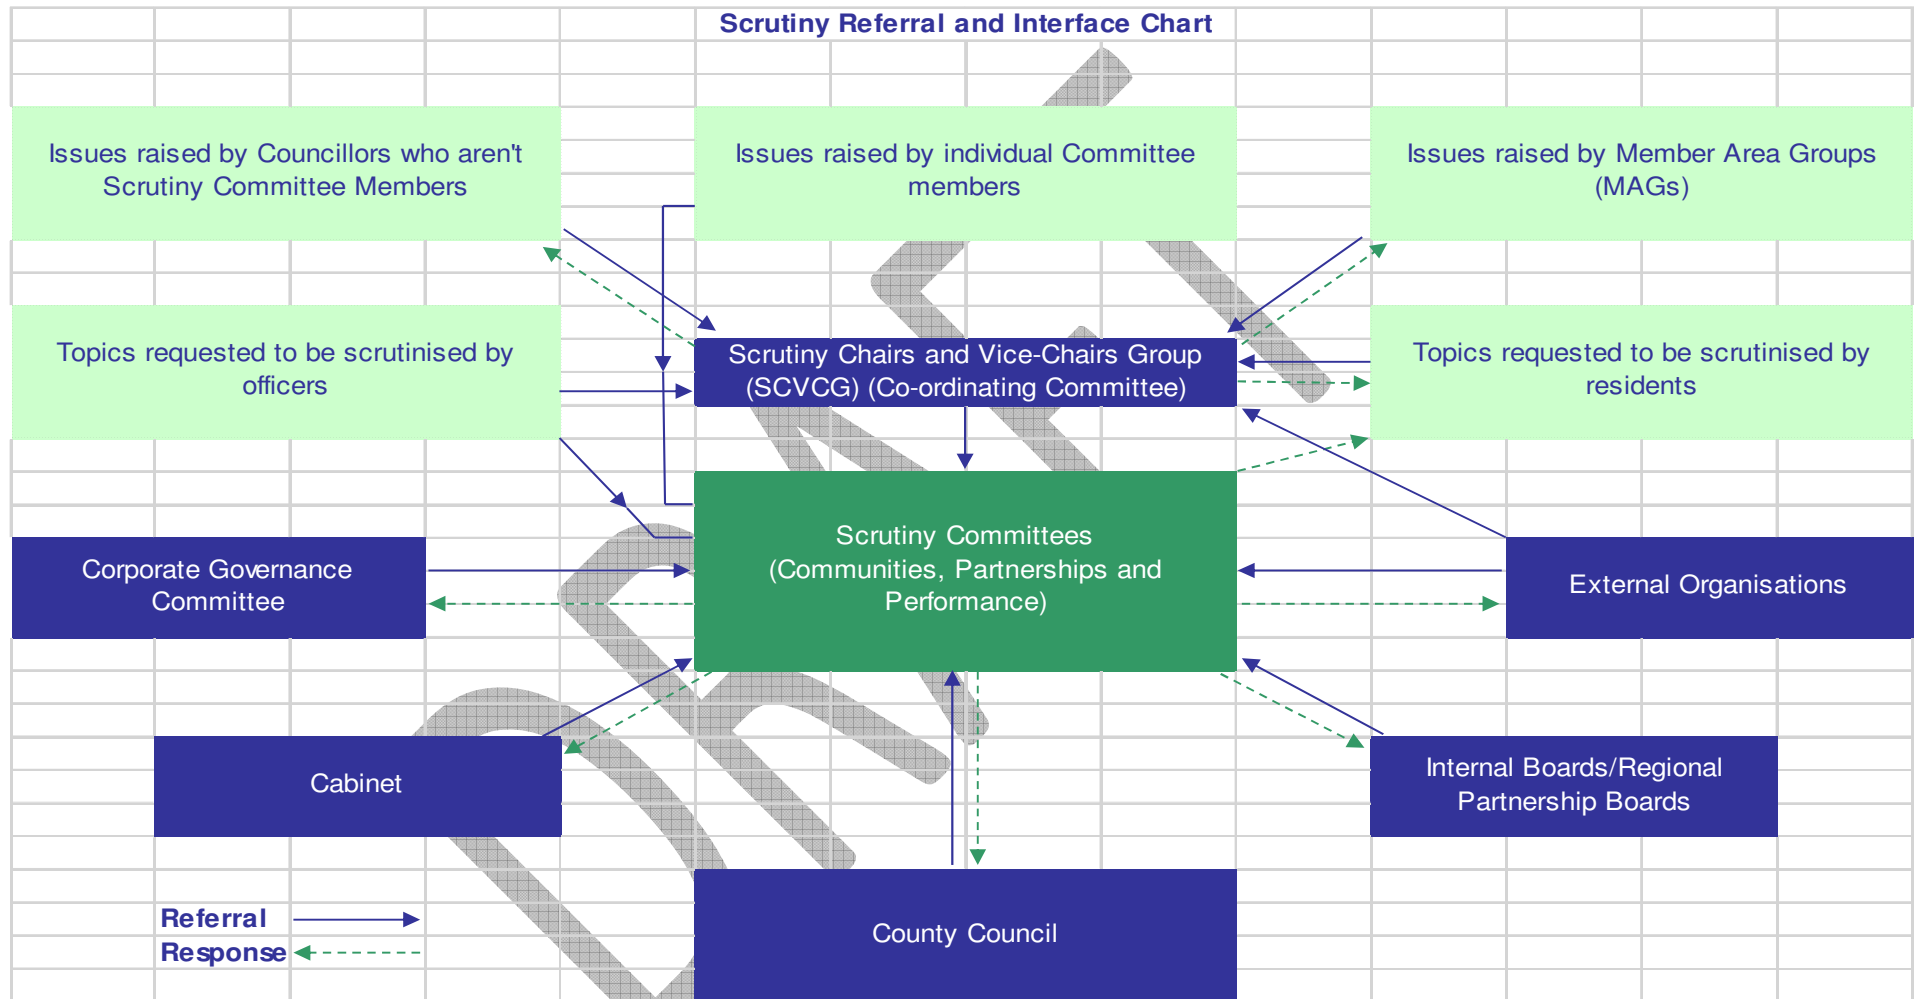 Scrutiny Referral and Interface Chart
Issues raised by Councillors who aren't
Scrutiny Committee Members
Issues raised by individual Committee
members
Issues raised by Member Area Groups
(MAGs)
Topics requested to be scrutinised by
officers
Scrutiny Chairs and Vice-Chairs Group
(SCVCG) (Co-ordinating Committee)
Topics requested to be scrutinised by
residents
Corporate Governance
Committee
Scrutiny Committees
(Communities, Partnerships and
Performance)
External Organisations
Cabinet
Internal Boards/Regional
Partnership Boards
County Council
Referral
Response
DRAFT